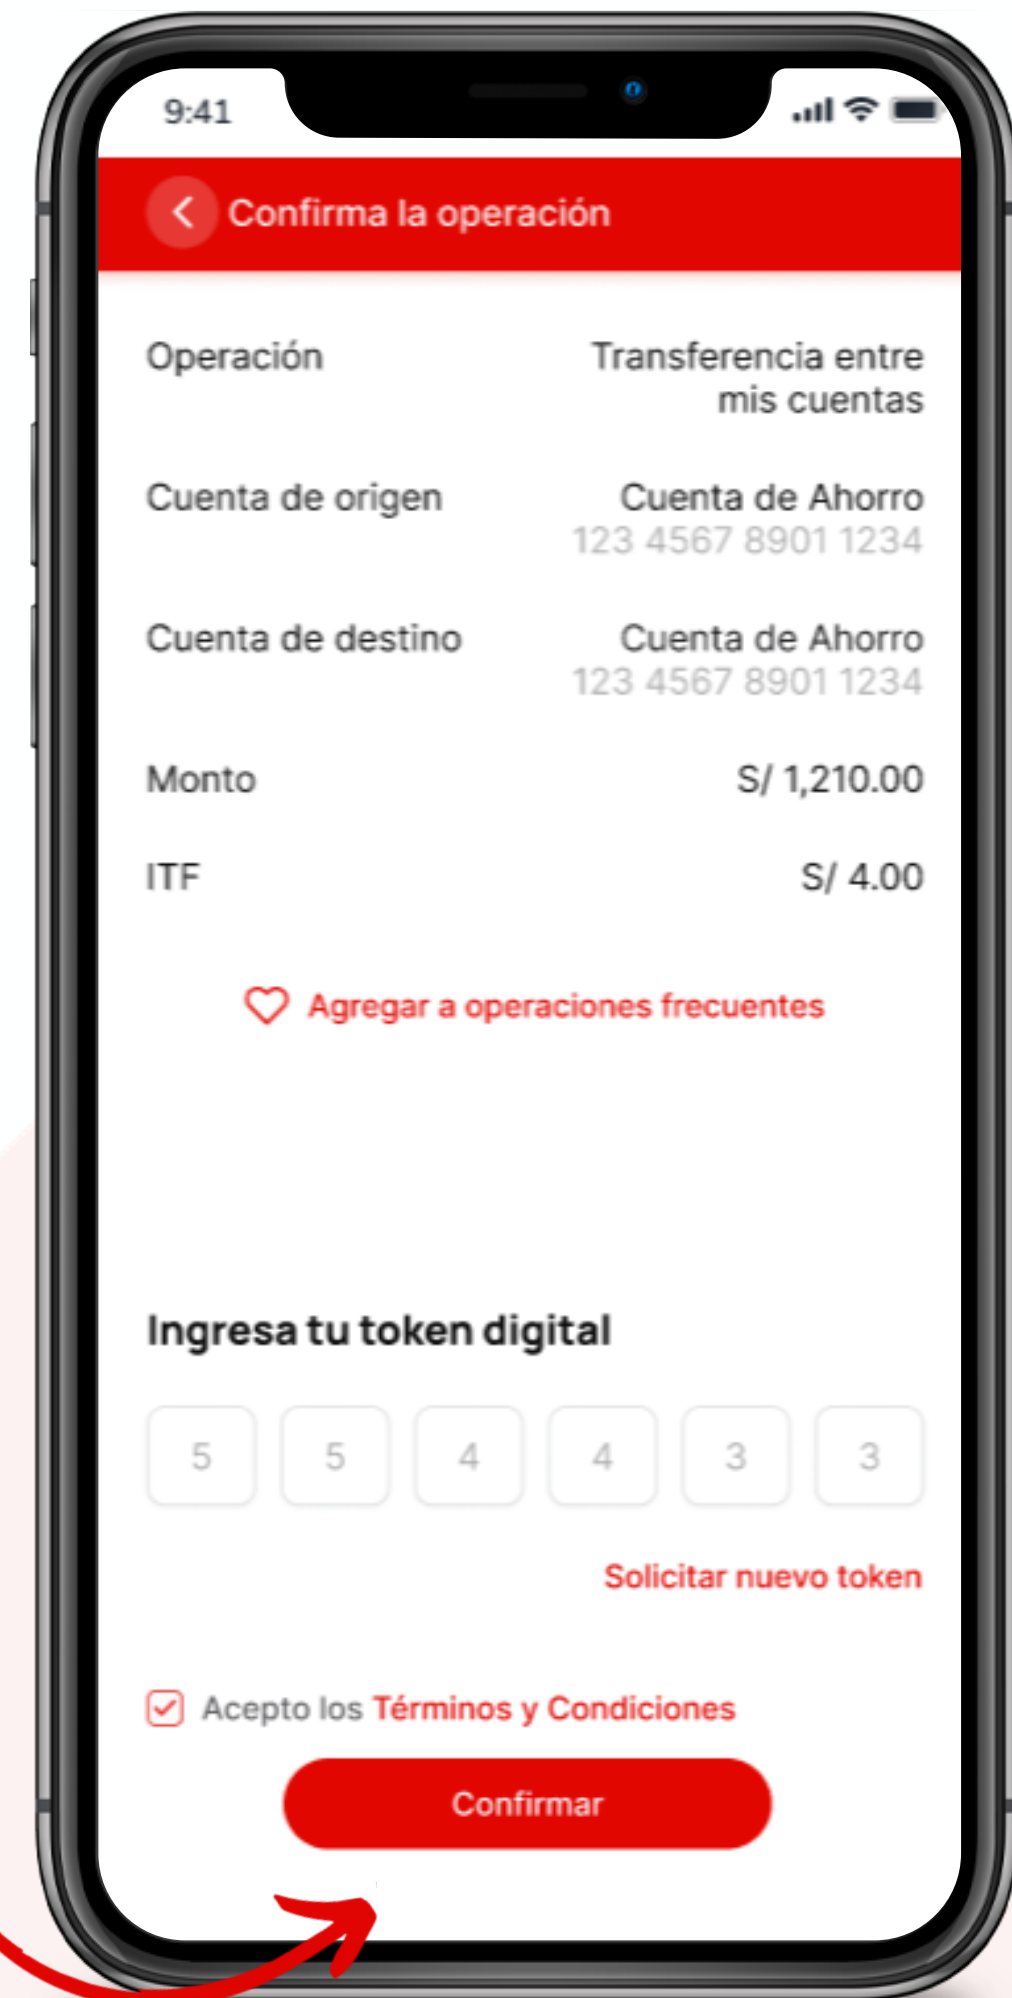 9:41
Confirma la operación
Operación
Transferencia entre
mis cuentas
Cuenta de origen
Cuenta de Ahorro
123 4567 8901 1234
Cuenta de destino
Cuenta de Ahorro
123 4567 8901 1234
Monto
S/ 1,210.00
ITF
S/ 4.00
Agregar a operaciones frecuentes
Ingresa tu token digital
5 5 4 4 3 3
Solicitar nuevo token
Acepto los Términos y Condiciones
Confirmar